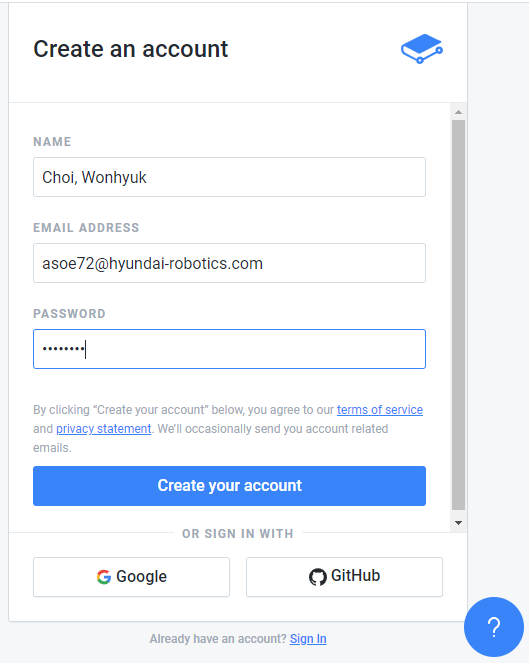 Create an account
NAME
Choi, Wonhyuk
EMAIL ADDRESS
asoe72@hyundai-robotics.com
PASSWORD
••••••••
By clicking “Create your account” below, you agree to our terms of service
and privacy statement. We’ll occasionally send you account related
emails.
Create your account
OR SIGN IN WITH
Google
GitHub
Already have an account? Sign In
?